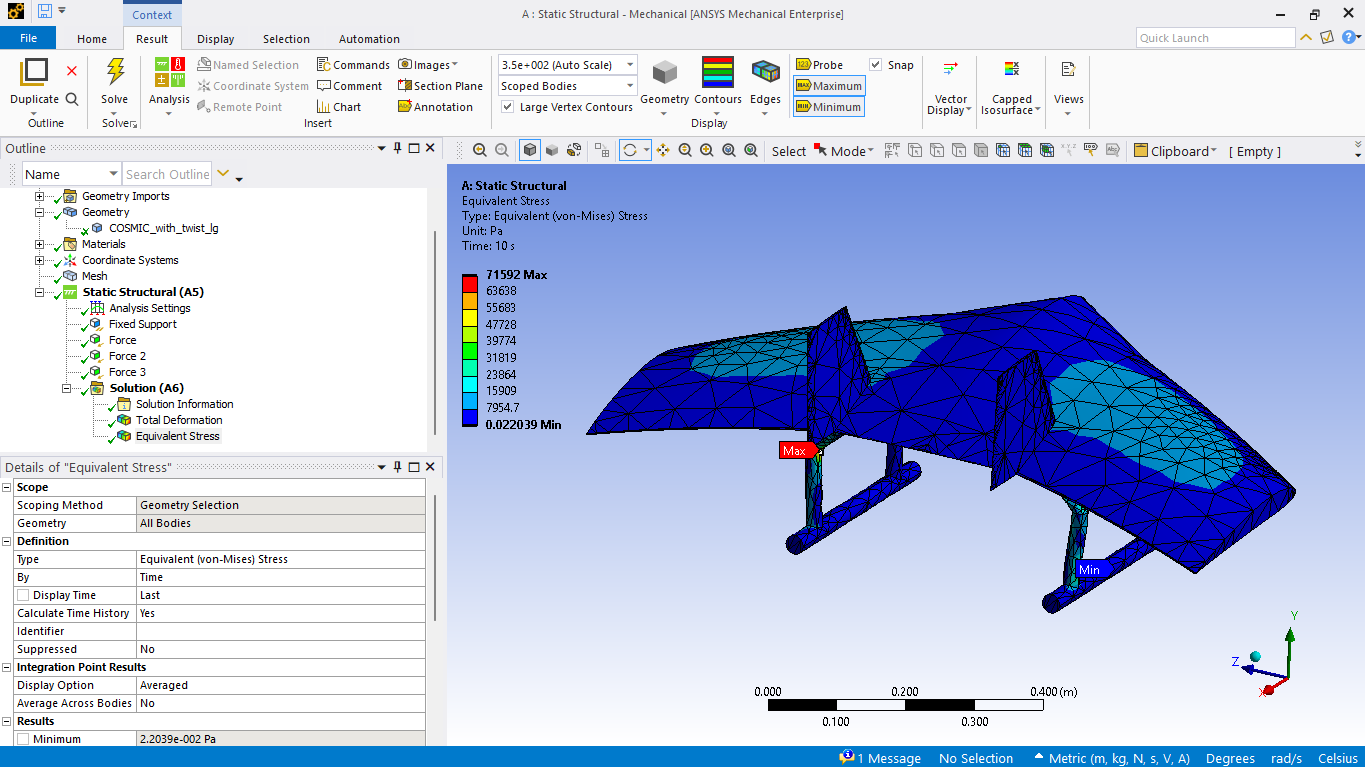 Context
A : Static Structural - Mechanical [ANSYS Mechanical Enterprise]
File Home Result Display Selection Automation
Quick Launch
Duplicate
Outline
Solve
Solver
Analysis
Named Selection
Coordinate System
Remote Point
Commands
Comment
Chart
Images
Section Plane
Annotation
Insert
3.5e+002 (Auto Scale)
Scoped Bodies
Large Vertex Contours
Geometry
Contours
Edges
Display
Probe
Maximum
Minimum
Snap
Vector
Display
Capped
Isosurface
Views
Outline
Name
Search Outline
Select
Mode
Clipboard
[ Empty ]
Geometry Imports
Geometry
COSMIC_with_twist_lg
Materials
Coordinate Systems
Mesh
Static Structural (A5)
Analysis Settings
Fixed Support
Force
Force 2
Force 3
Solution (A6)
Solution Information
Total Deformation
Equivalent Stress
Details of "Equivalent Stress"
Scope
Scoping Method Geometry Selection
Geometry All Bodies
Definition
Type Equivalent (von-Mises) Stress
By Time
Display Time Last
Calculate Time History Yes
Identifier
Suppressed No
Integration Point Results
Display Option Averaged
Average Across Bodies No
Results
Minimum 2.2039e-002 Pa
A: Static Structural
Equivalent Stress
Type: Equivalent (von-Mises) Stress
Unit: Pa
Time: 10 s
71592 Max
63638
55683
47728
39774
31819
23864
15909
7954.7
0.022039 Min
Max
Min
0.000 0.200 0.400 (m)
0.100 0.300
Y
Z
X
1 Message No Selection Metric (m, kg, N, s, V, A) Degrees rad/s Celsius